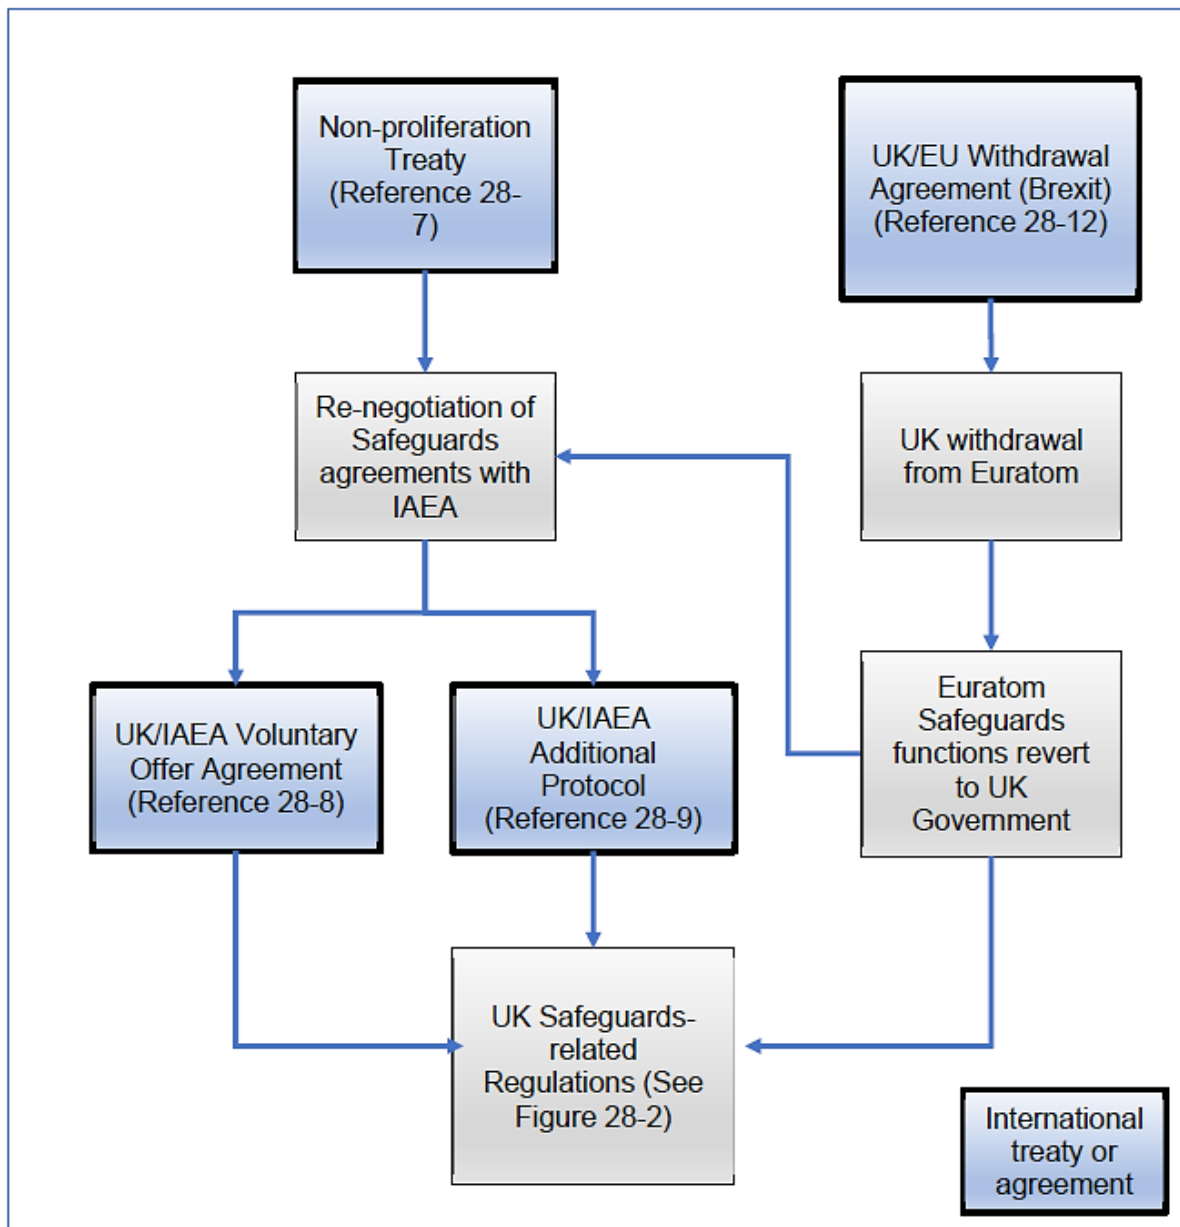 Non-proliferation
Treaty
(Reference 28-
7)
UK/EU Withdrawal
Agreement (Brexit)
(Reference 28-12)
Re-negotiation of
Safeguards
agreements with
IAEA
UK withdrawal
from Euratom
UK/IAEA Voluntary
Offer Agreement
(Reference 28-8)
UK/IAEA
Additional
Protocol
(Reference 28-9)
Euratom
Safeguards
functions revert
to UK
Government
UK Safeguards-
related
Regulations (See
Figure 28-2)
International
treaty or
agreement